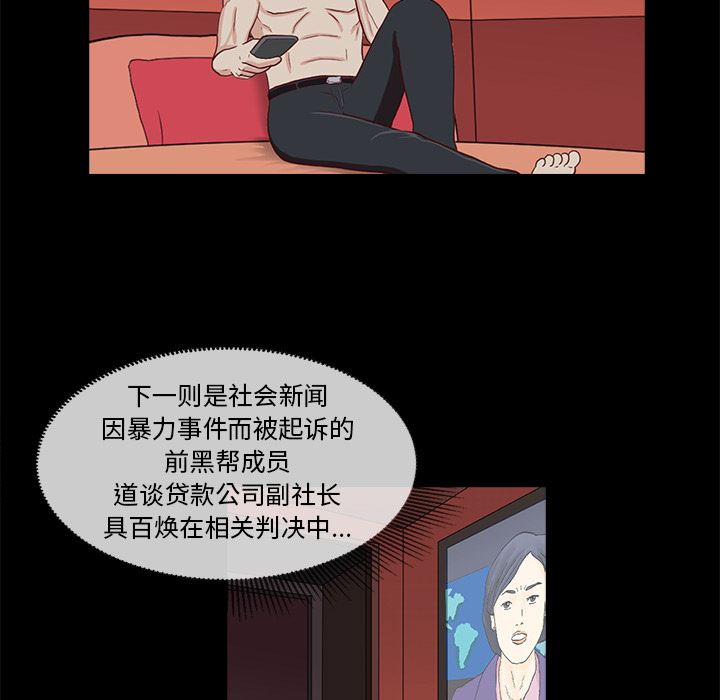 下一则是社会新闻
因暴力事件而被起诉的
前黑帮成员
道谈贷款公司副社长
具百焕在相关判决中...